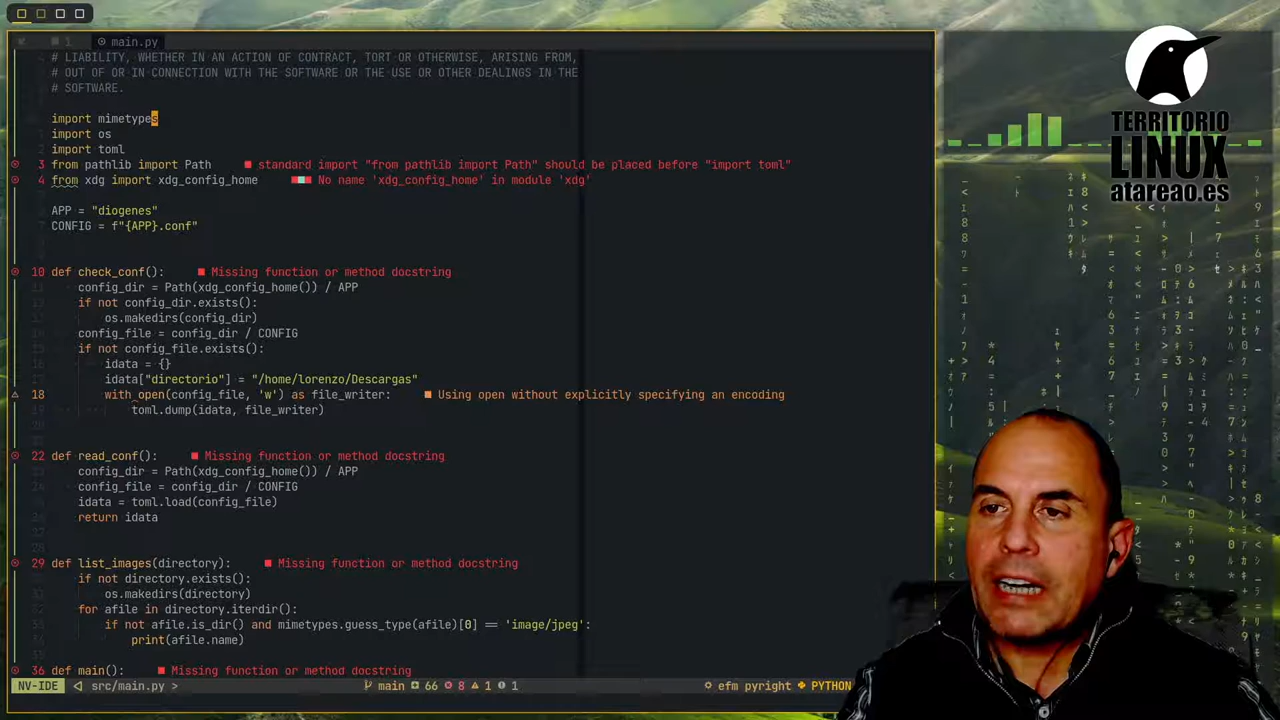 1 main.py
# LIABILITY, WHETHER IN AN ACTION OF CONTRACT, TORT OR OTHERWISE, ARISING FROM,
# OUT OF OR IN CONNECTION WITH THE SOFTWARE OR THE USE OR OTHER DEALINGS IN THE
# SOFTWARE.
import mimetypes
import os
import toml
3 from pathlib import Path ■ standard import "from pathlib import Path" should be placed before "import toml"
4 from xdg import xdg_config_home ■■■ No name 'xdg_config_home' in module 'xdg'
APP = "diogenes"
CONFIG = f"{APP}.conf"
10 def check_conf(): ■ Missing function or method docstring
config_dir = Path(xdg_config_home()) / APP
if not config_dir.exists():
os.makedirs(config_dir)
config_file = config_dir / CONFIG
if not config_file.exists():
idata = {}
idata["directorio"] = "/home/lorenzo/Descargas"
18 with open(config_file, 'w') as file_writer: ■ Using open without explicitly specifying an encoding
toml.dump(idata, file_writer)
22 def read_conf(): ■ Missing function or method docstring
config_dir = Path(xdg_config_home()) / APP
config_file = config_dir / CONFIG
idata = toml.load(config_file)
return idata
29 def list_images(directory): ■ Missing function or method docstring
if not directory.exists():
os.makedirs(directory)
for afile in directory.iterdir():
if not afile.is_dir() and mimetypes.guess_type(afile)[0] == 'image/jpeg':
print(afile.name)
36 def main(): ■ Missing function or method docstring
NV-IDE src/main.py > main 66 8 1 1 efm pyright PYTHON
TERRITORIO
LINUX
atareao.es